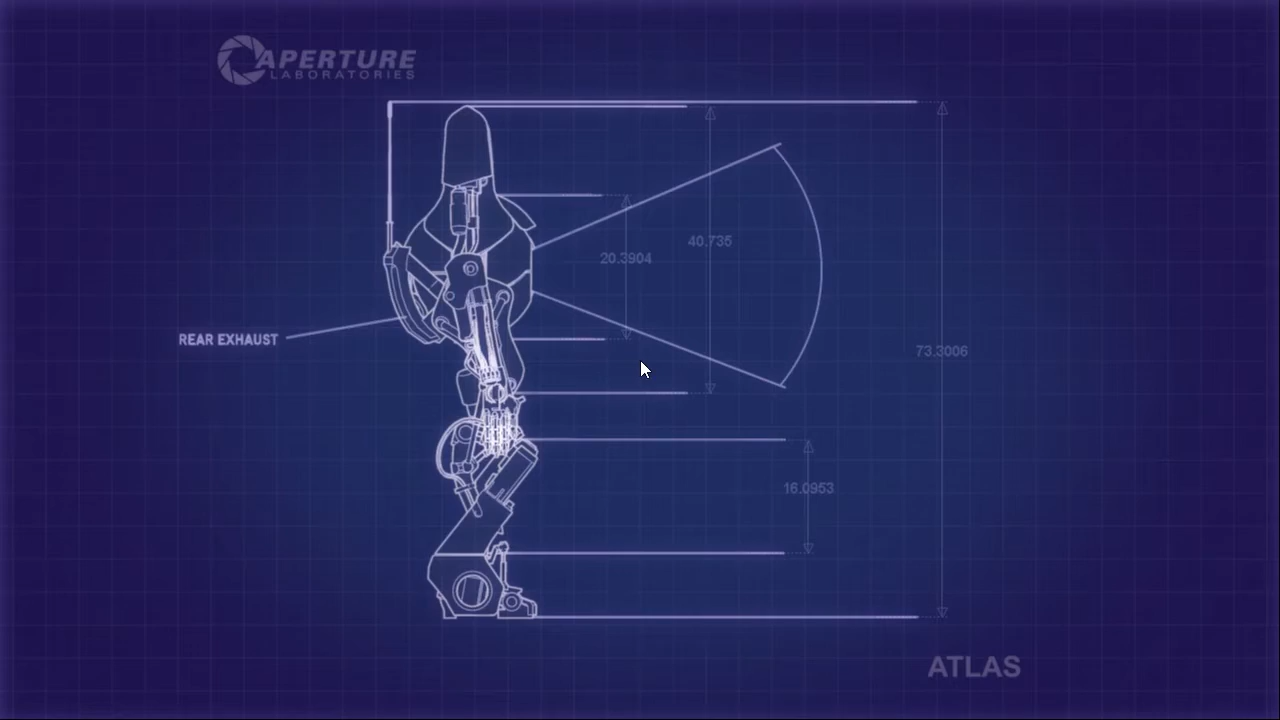 APERTURE
LABORATORIES
40.735
20.3904
REAR EXHAUST
73.3006
16.0953
ATLAS